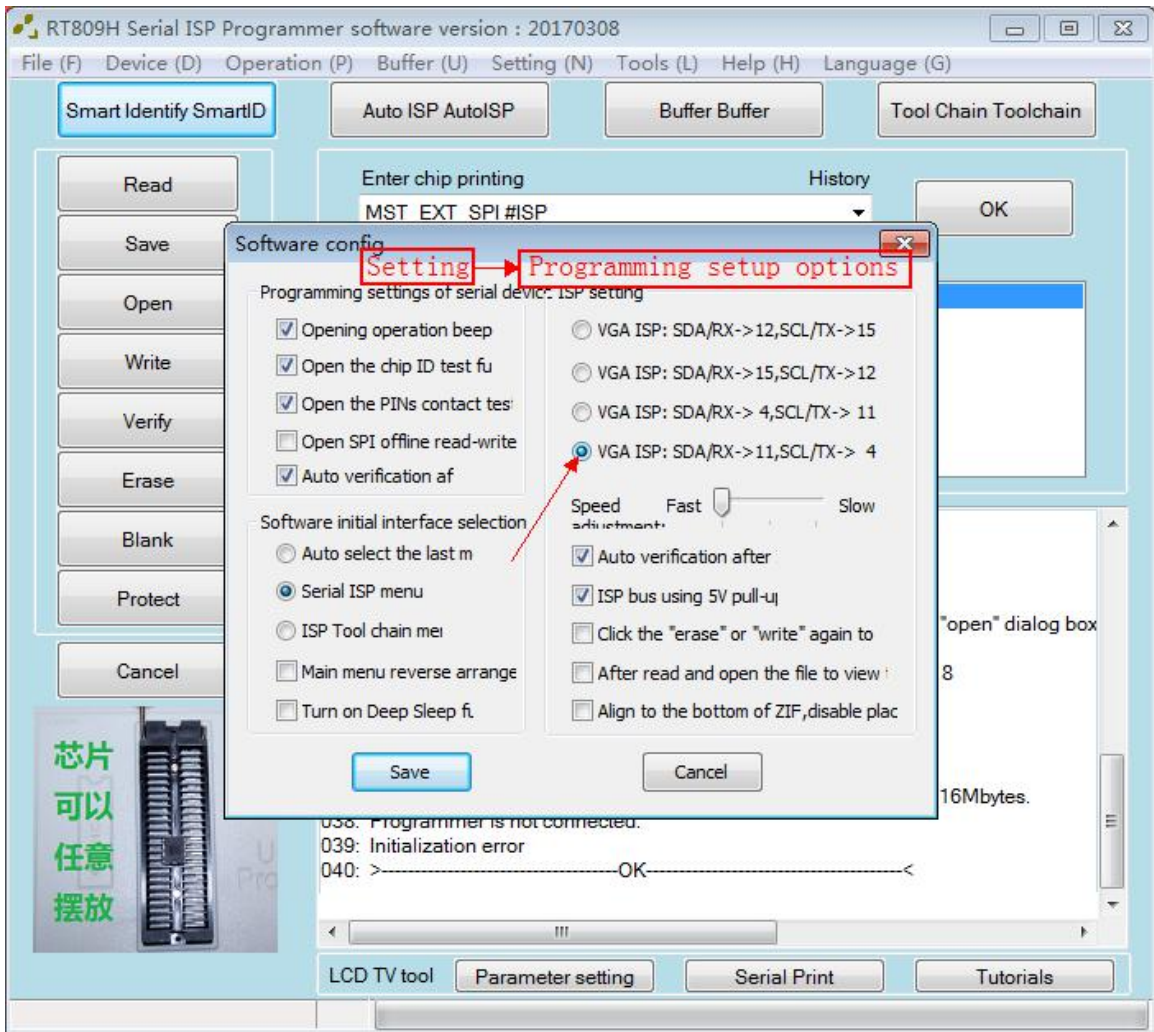 RT809H Serial ISP Programmer software version : 20170308
File (F) Device (D) Operation (P) Buffer (U) Setting (N) Tools (L) Help (H) Language (G)
Smart Identify SmartID
Auto ISP AutoISP
Buffer Buffer
Tool Chain Toolchain
Read
Save
Open
Write
Verify
Erase
Blank
Protect
Cancel
Enter chip printing
History
MST_EXT_SPI #ISP
OK
Software config
Setting
Programming setup options
Programming settings of serial device
Opening operation beep
Open the chip ID test fu
Open the PINs contact tes
Open SPI offline read-write
Auto verification af
Software initial interface selection
Auto select the last m
Serial ISP menu
ISP Tool chain me
Main menu reverse arrange
Turn on Deep Sleep fu
ISP setting
VGA ISP: SDA/RX->12,SCL/TX->15
VGA ISP: SDA/RX->15,SCL/TX->12
VGA ISP: SDA/RX-> 4,SCL/TX-> 11
VGA ISP: SDA/RX->11,SCL/TX-> 4
Speed adjustment:
Fast
Slow
Auto verification after
ISP bus using 5V pull-up
Click the "erase" or "write" again to
After read and open the file to view
Align to the bottom of ZIF,disable plac
Save
Cancel
"open" dialog box
8
16Mbytes.
038: Programmer is not connected.
039: Initialization error
040: >-------------------------------------OK----------------------------------------<
芯片
可以
任意
摆放
LCD TV tool
Parameter setting
Serial Print
Tutorials